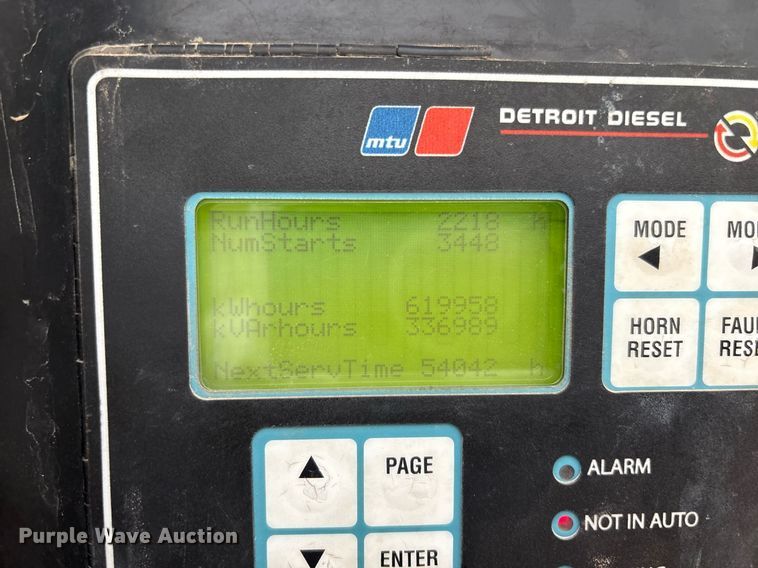 mtu
DETROIT DIESEL
RunHours 2218 h
NumStarts 3448
kWhours 619958
kVArhours 336989
NextServTime 54042 h
MODE
HORN RESET
PAGE
ENTER
ALARM
NOT IN AUTO
Purple Wave Auction